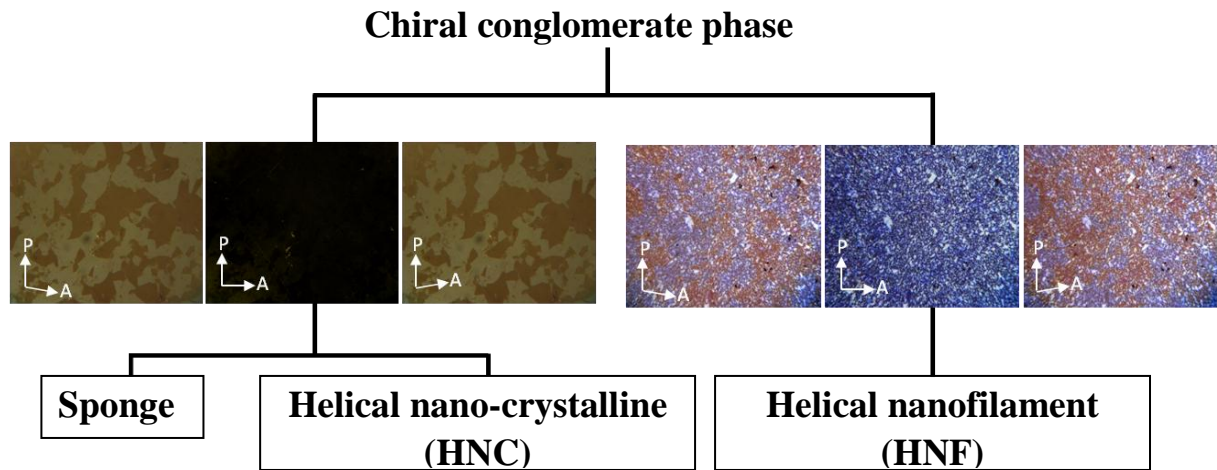 Chiral conglomerate phase
P
A
P
A
P
A
P
A
P
A
P
A
Sponge
Helical nano-crystalline
(HNC)
Helical nanofilament
(HNF)